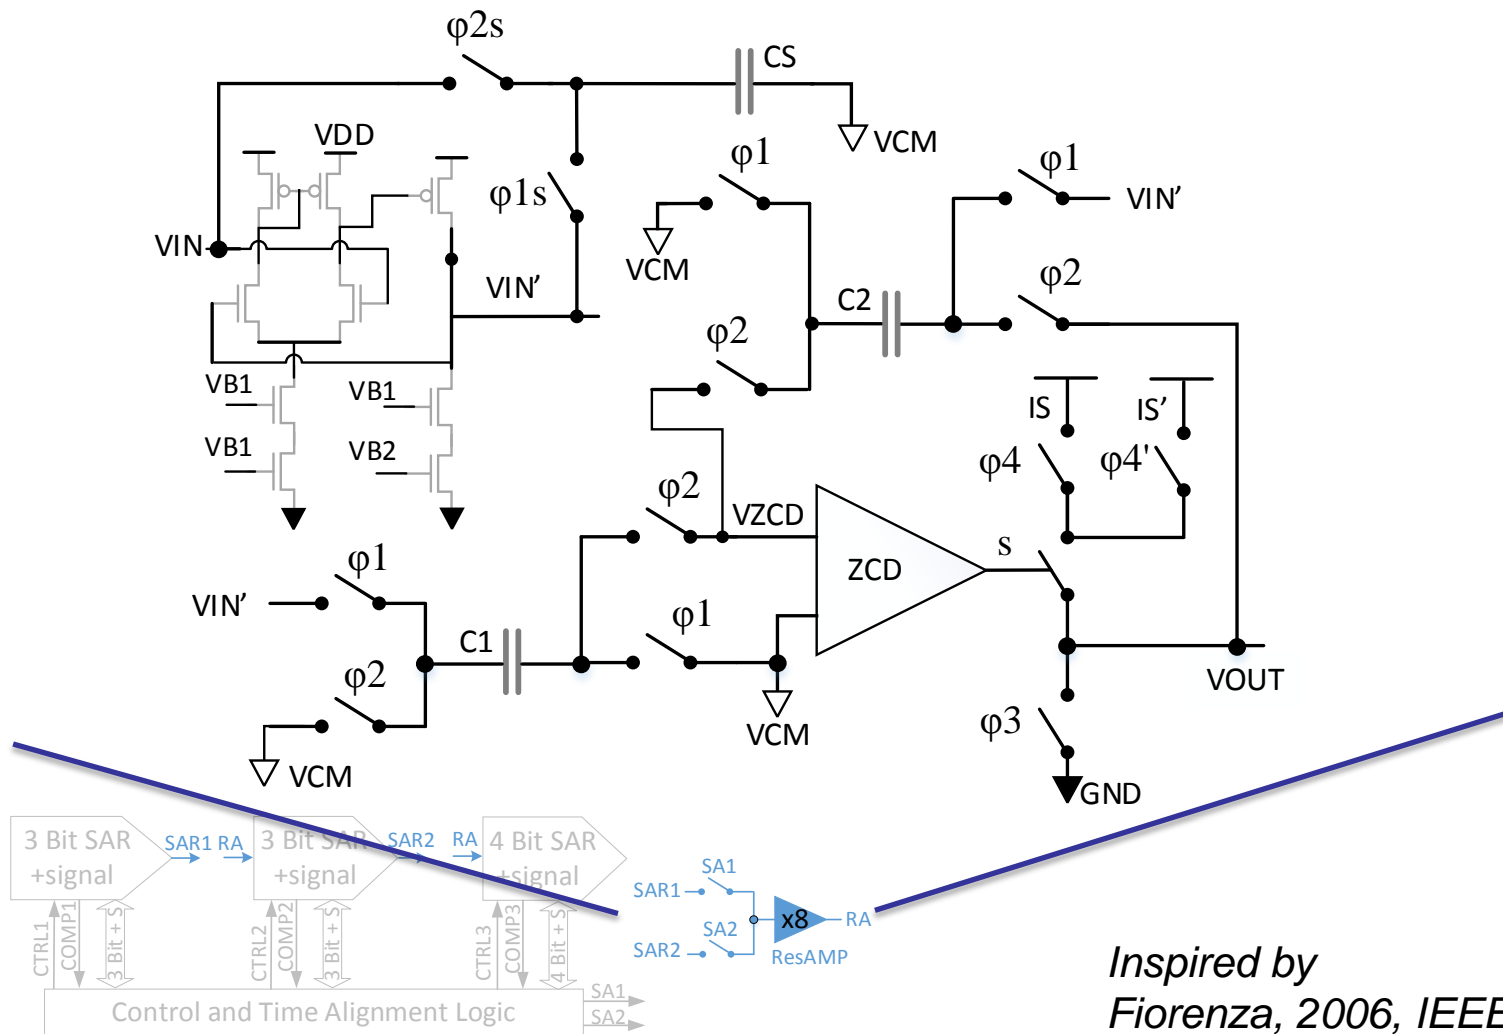 φ2s
CS
VDD
VCM
φ1
φ1
VIN'
φ1s
VIN
VCM
VIN'
C2
φ2
φ2
VB1
VB1
IS
IS'
VB1
VB2
φ4
φ4'
φ2
VZCD
ZCD
s
φ1
VIN'
φ1
C1
φ2
VCM
VOUT
φ3
VCM
GND
3 Bit SAR
+signal
SAR1
RA
3 Bit SAR
+signal
SAR2
RA
4 Bit SAR
+signal
CTRL1
COMP1
3 Bit + S
CTRL2
COMP2
3 Bit + S
CTRL3
COMP3
4 Bit + S
SA1
SAR1
SA2
SAR2
x8
RA
ResAMP
Control and Time Alignment Logic
SA1
SA2
Inspired by
Fiorenza, 2006, IEEE